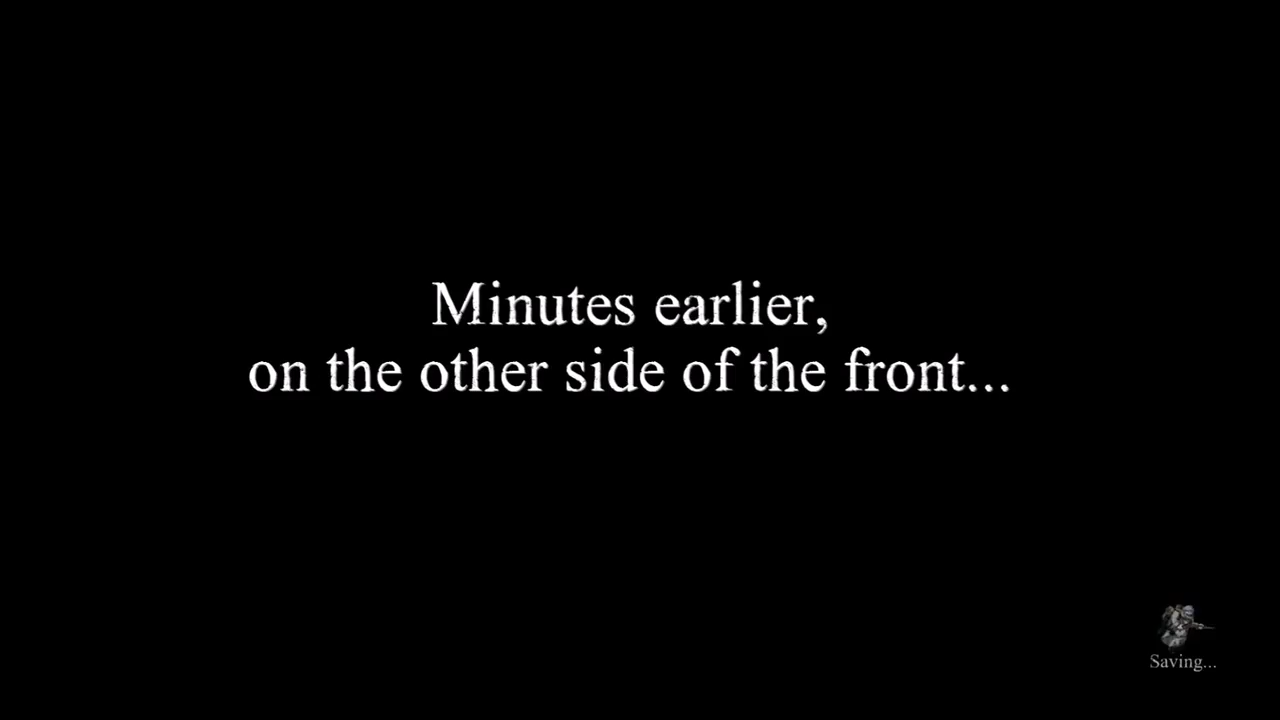 Minutes earlier,
on the other side of the front...
Saving...